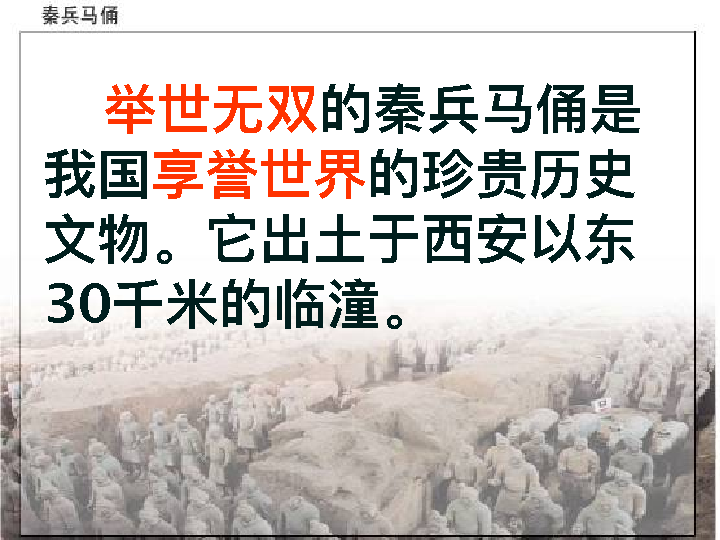 秦兵马俑
举世无双的秦兵马俑是
我国享誉世界的珍贵历史
文物。它出土于西安以东
30千米的临潼。